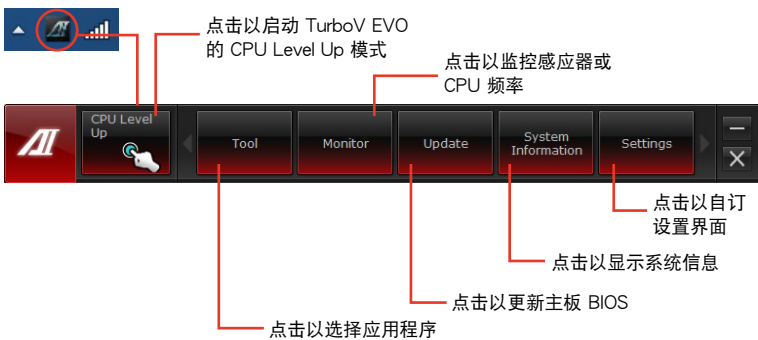 点击以启动 TurboV EVO
的 CPU Level Up 模式
点击以监控感应器或
CPU 频率
CPU Level
Up
Tool
Monitor
Update
System
Information
Settings
点击以自订
设置界面
点击以显示系统信息
点击以更新主板 BIOS
点击以选择应用程序